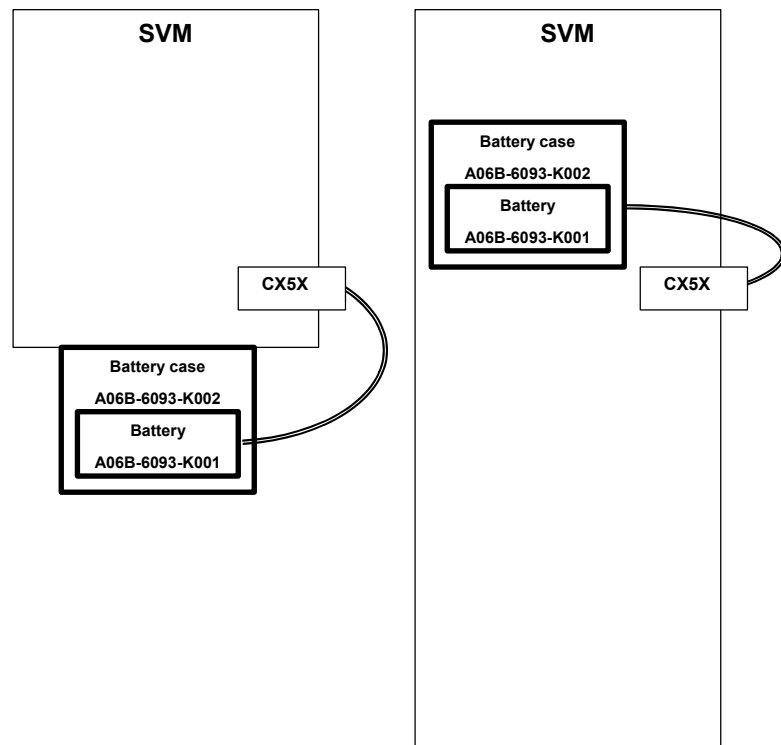 SVM
CX5X
Battery case
A06B-6093-K002
Battery
A06B-6093-K001
SVM
Battery case
A06B-6093-K002
Battery
A06B-6093-K001
CX5X